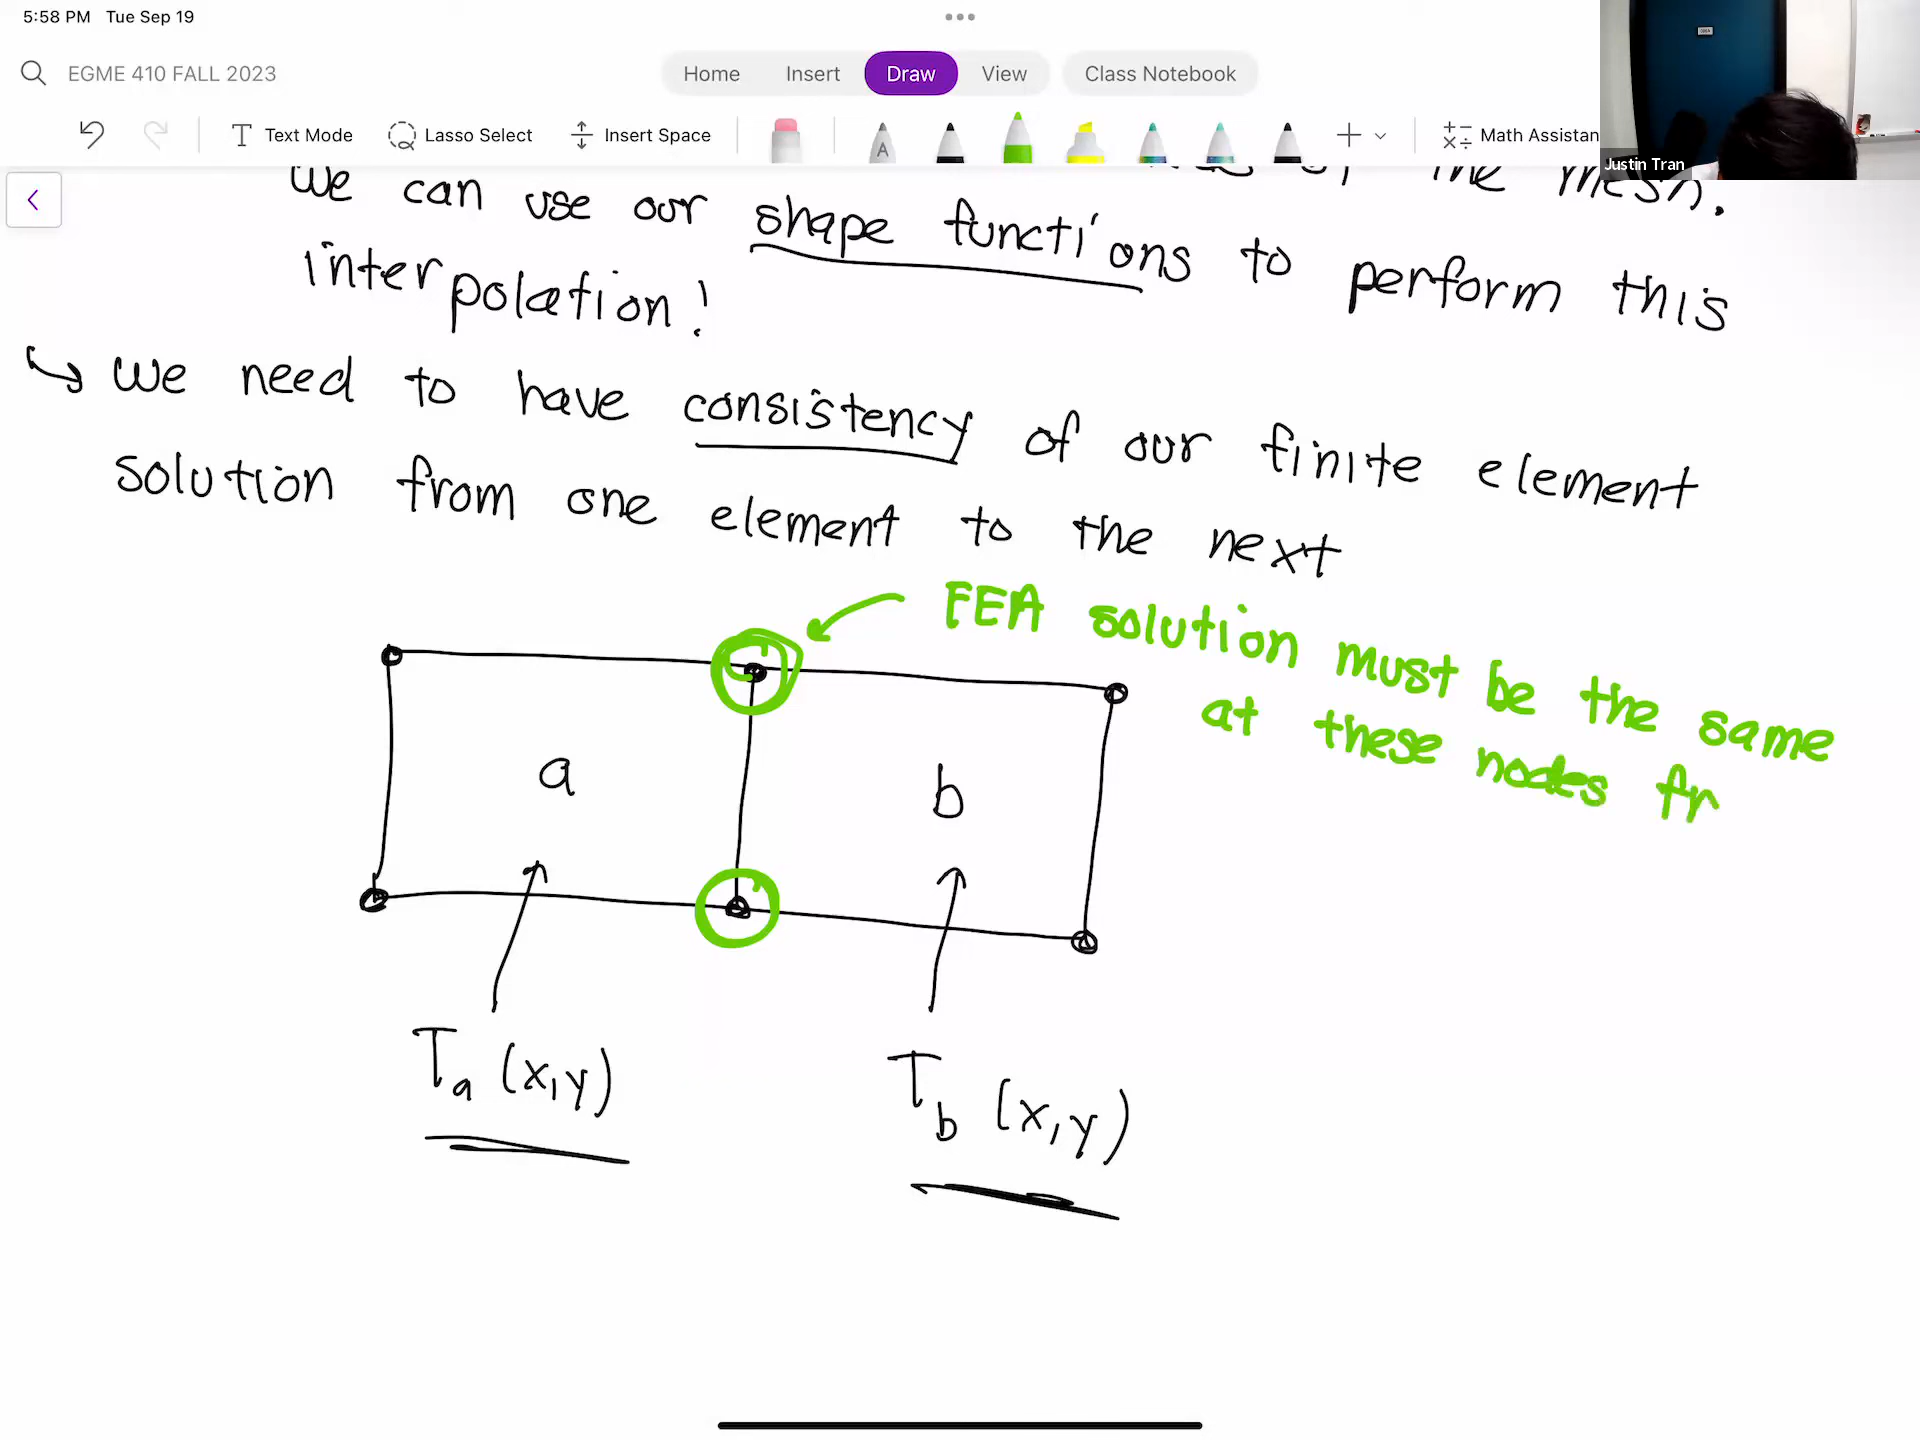 5:58 PM Tue Sep 19
EGME 410 FALL 2023
Home Insert Draw View Class Notebook
Text Mode Lasso Select Insert Space Math Assistan
Justin Tran
the mesh.
we can use our shape functions to perform this
interpolation!
↳ we need to have consistency of our finite element
solution from one element to the next
FEA solution must be the same
at these nodes fr
a
b
Ta (x,y)
Tb (x,y)